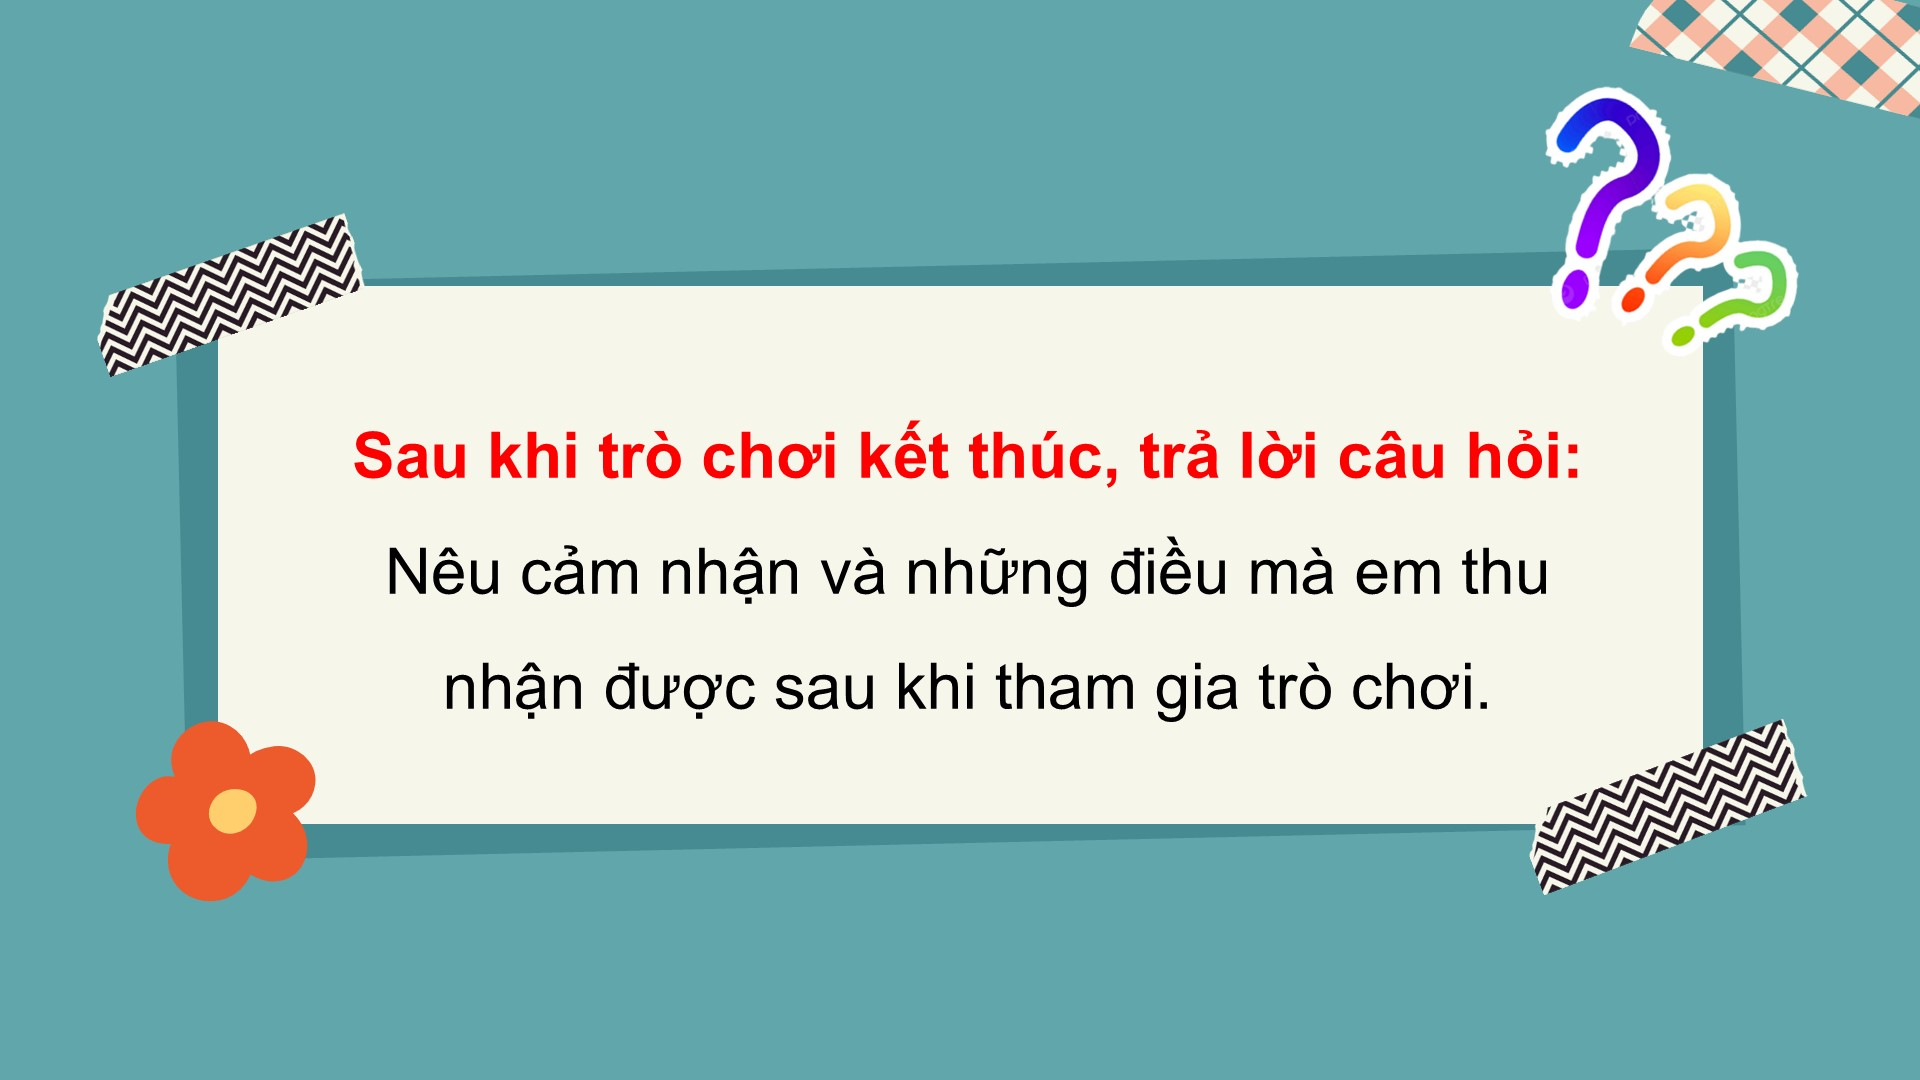 Sau khi trò chơi kết thúc, trả lời câu hỏi:
Nêu cảm nhận và những điều mà em thu
nhận được sau khi tham gia trò chơi.